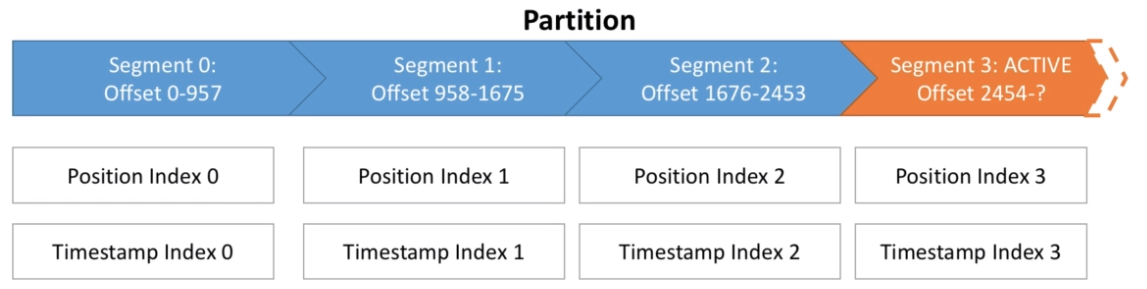 Partition
Segment 0:
Offset 0-957
Segment 1:
Offset 958-1675
Segment 2:
Offset 1676-2453
Segment 3: ACTIVE
Offset 2454-?
Position Index 0
Position Index 1
Position Index 2
Position Index 3
Timestamp Index 0
Timestamp Index 1
Timestamp Index 2
Timestamp Index 3